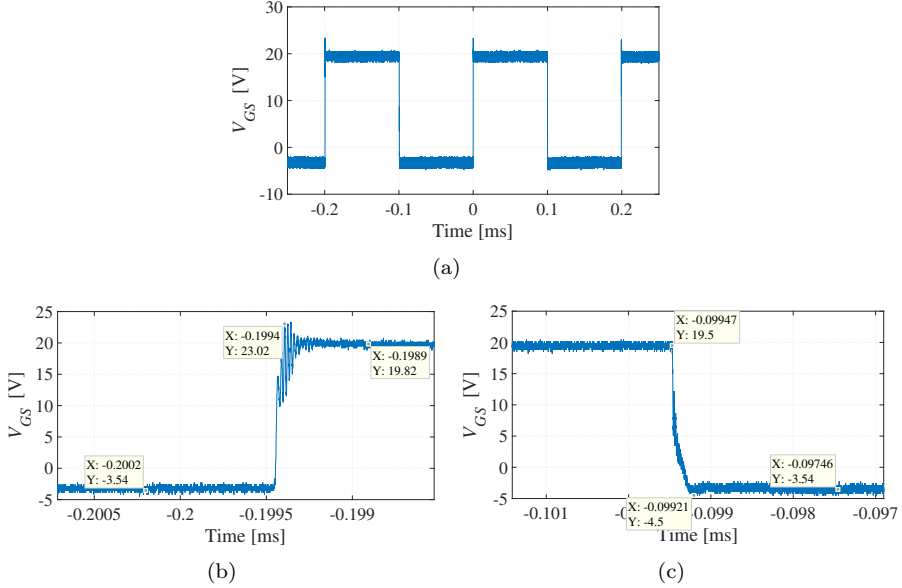 30
20
10
0
-10
V_GS [V]
-0.2 -0.1 0 0.1 0.2
Time [ms]
(a)
25
20
15
10
5
0
-5
V_GS [V]
X: -0.1994
Y: 23.02
X: -0.1989
Y: 19.82
X: -0.2002
Y: -3.54
-0.2005 -0.2 -0.1995 -0.199
Time [ms]
(b)
25
20
15
10
5
0
-5
V_GS [V]
X: -0.09947
Y: 19.5
X: -0.09746
Y: -3.54
X: -0.09921
Y: -4.5
-0.101 -0.099 -0.098 -0.097
Time [ms]
(c)